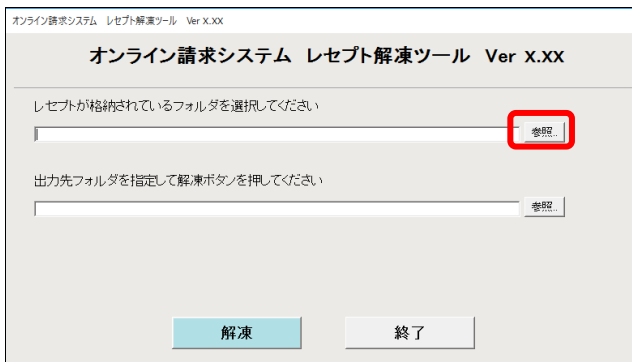 オンライン請求システム レセプト解凍ツール Ver X.XX
オンライン請求システム レセプト解凍ツール Ver X.XX
レセプトが格納されているフォルダを選択してください
参照...
出力先フォルダを指定して解凍ボタンを押してください
参照...
解凍 終了